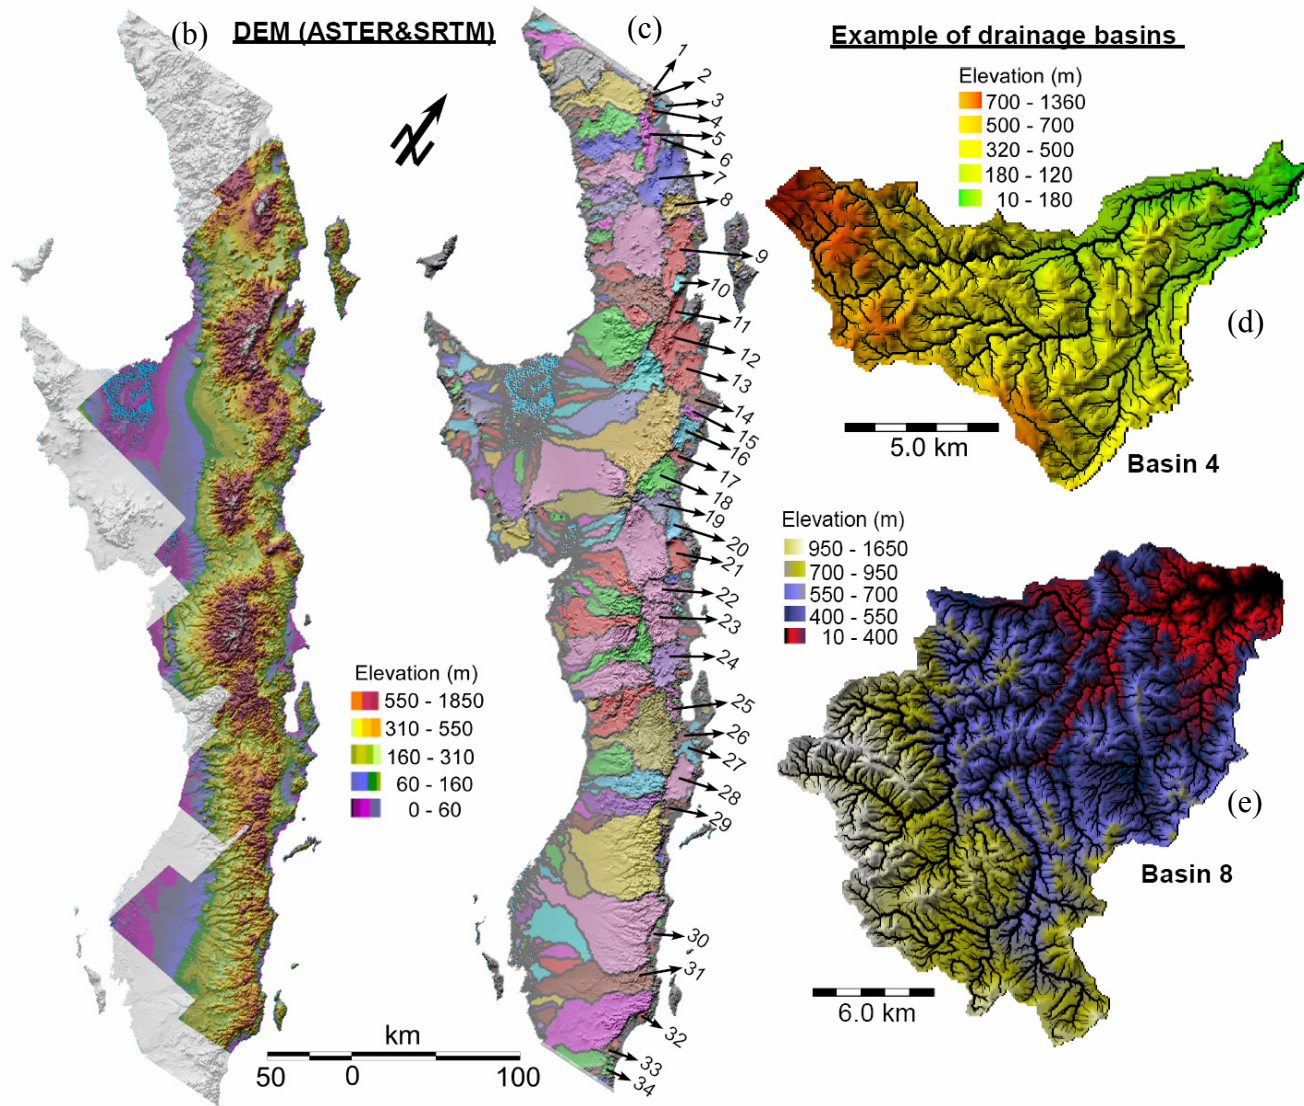 (b)
DEM (ASTER&SRTM)
(c)
Example of drainage basins
N
Elevation (m)
550 - 1850
310 - 550
160 - 310
60 - 160
0 - 60
km
50 0 100
1
2
3
4
5
6
7
8
9
10
11
12
13
14
15
16
17
18
19
20
21
22
23
24
25
26
27
28
29
30
31
32
33
34
Elevation (m)
700 - 1360
500 - 700
320 - 500
180 - 120
10 - 180
(d)
5.0 km
Basin 4
Elevation (m)
950 - 1650
700 - 950
550 - 700
400 - 550
10 - 400
(e)
Basin 8
6.0 km